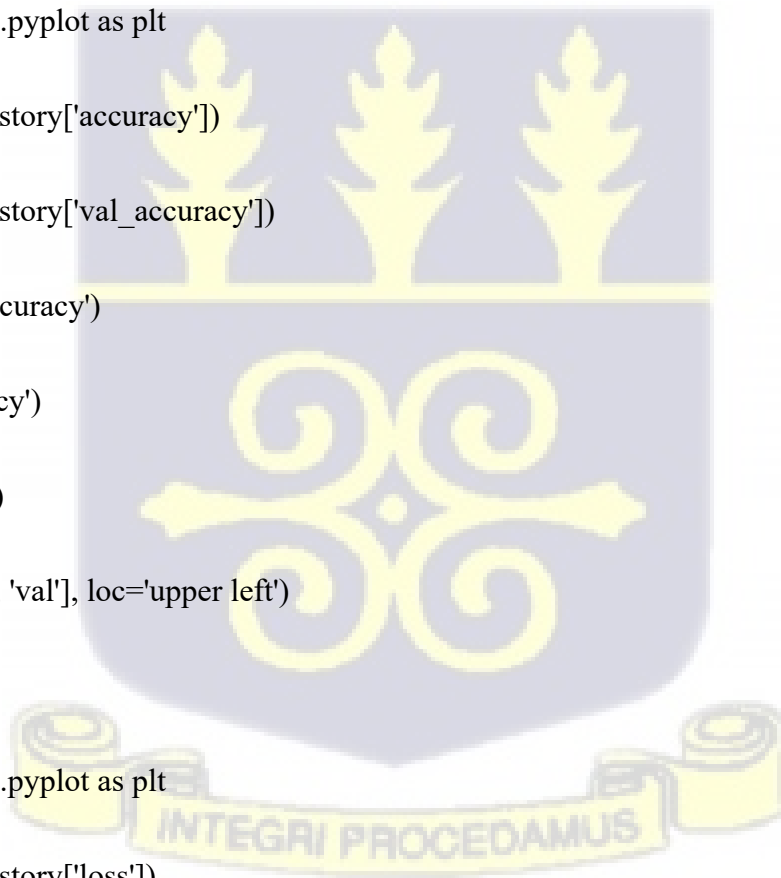 .pyplot as plt
story['accuracy'])
story['val_accuracy'])
curacy')
cy')
)
'val'], loc='upper left')
.pyplot as plt
INTEGRI PROCEDAMUS
story['loss'])